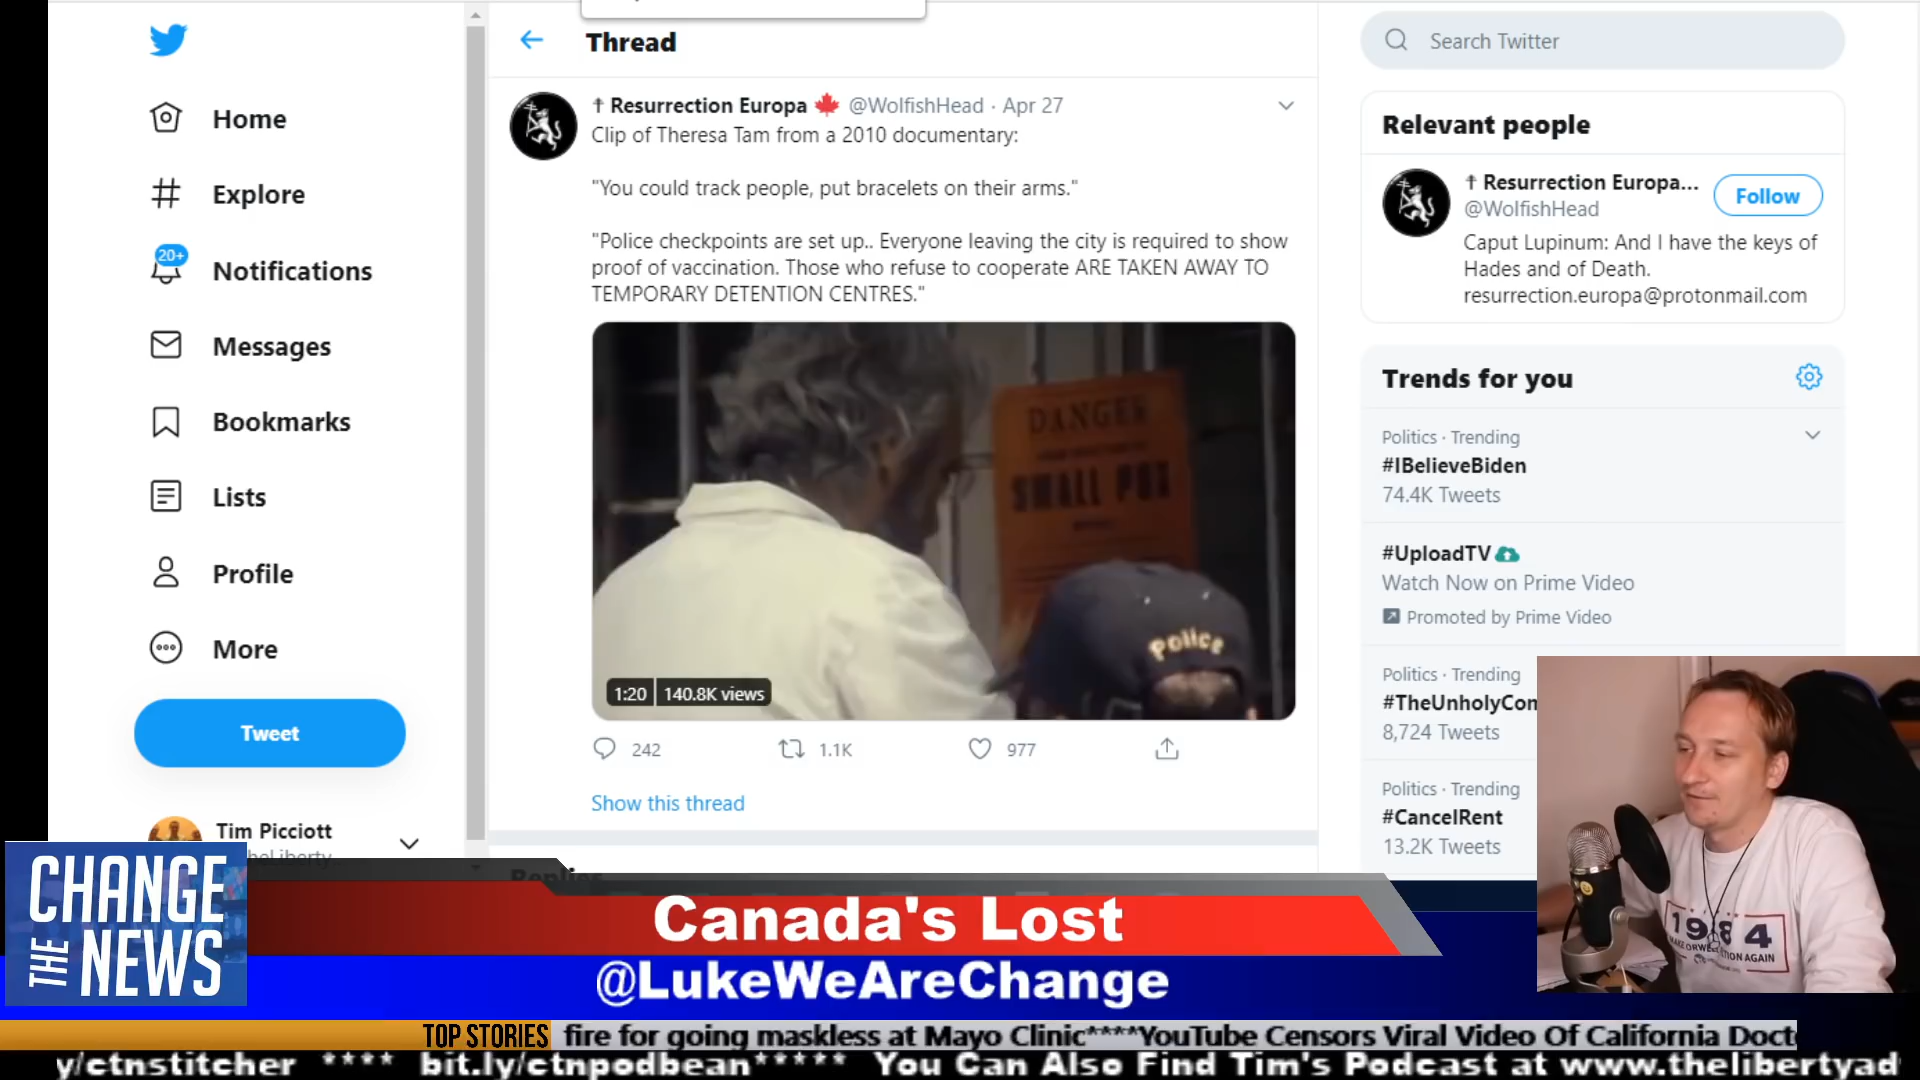 Home
Explore
20+
Notifications
Messages
Bookmarks
Lists
Profile
More
Tweet
Tim Picciott
Thread
† Resurrection Europa 🍁 @WolfishHead · Apr 27
Clip of Theresa Tam from a 2010 documentary:
"You could track people, put bracelets on their arms."
"Police checkpoints are set up.. Everyone leaving the city is required to show
proof of vaccination. Those who refuse to cooperate ARE TAKEN AWAY TO
TEMPORARY DETENTION CENTRES."
DANGER
SMALL POX
Police
1:20 140.8K views
242 1.1K 977
Show this thread
Replies
Search Twitter
Relevant people
† Resurrection Europa...
@WolfishHead
Follow
Caput Lupinum: And I have the keys of
Hades and of Death.
resurrection.europa@protonmail.com
Trends for you
Politics · Trending
#IBelieveBiden
74.4K Tweets
#UploadTV
Watch Now on Prime Video
Promoted by Prime Video
Politics · Trending
#TheUnholyCon
8,724 Tweets
Politics · Trending
#CancelRent
13.2K Tweets
1984
CHANGE
THE NEWS
Canada's Lost
@LukeWeAreChange
TOP STORIES fire for going maskless at Mayo Clinic****YouTube Censors Viral Video Of California Doct
y/ctnstitcher **** bit.ly/ctnpodbean***** You Can Also Find Tim's Podcast at www.thelibertyad